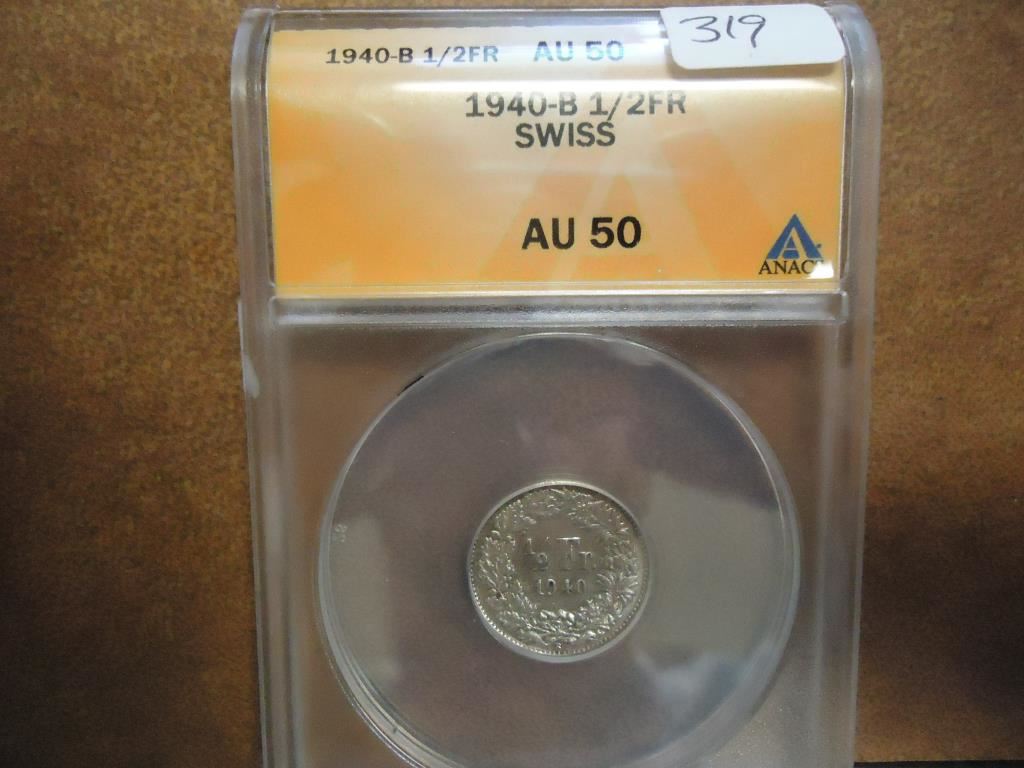 319
1940-B 1/2FR AU 50
1940-B 1/2FR
SWISS
AU 50
ANACS
1/2 Fr.
1940
B